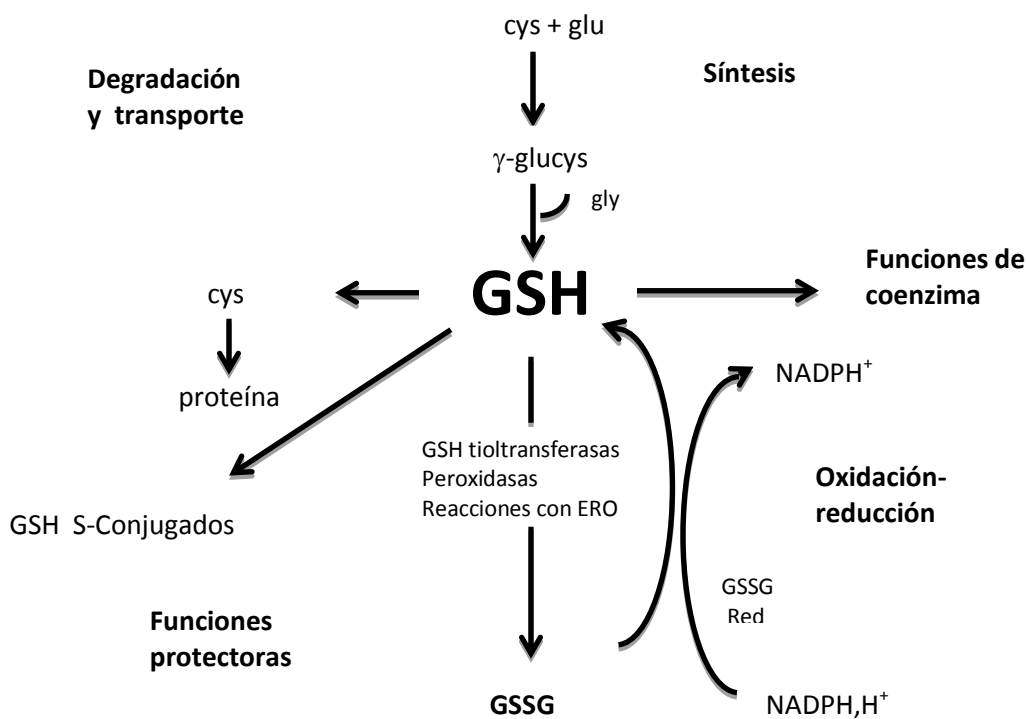 cys + glu
Degradación
y transporte
Síntesis
γ-glucys
gly
GSH
Funciones de
coenzima
cys
proteína
NADPH⁺
GSH tioltransferasas
Peroxidasas
Reacciones con ERO
Oxidación-
reducción
GSH S-Conjugados
GSSG
Red
Funciones
protectoras
GSSG
NADPH,H⁺